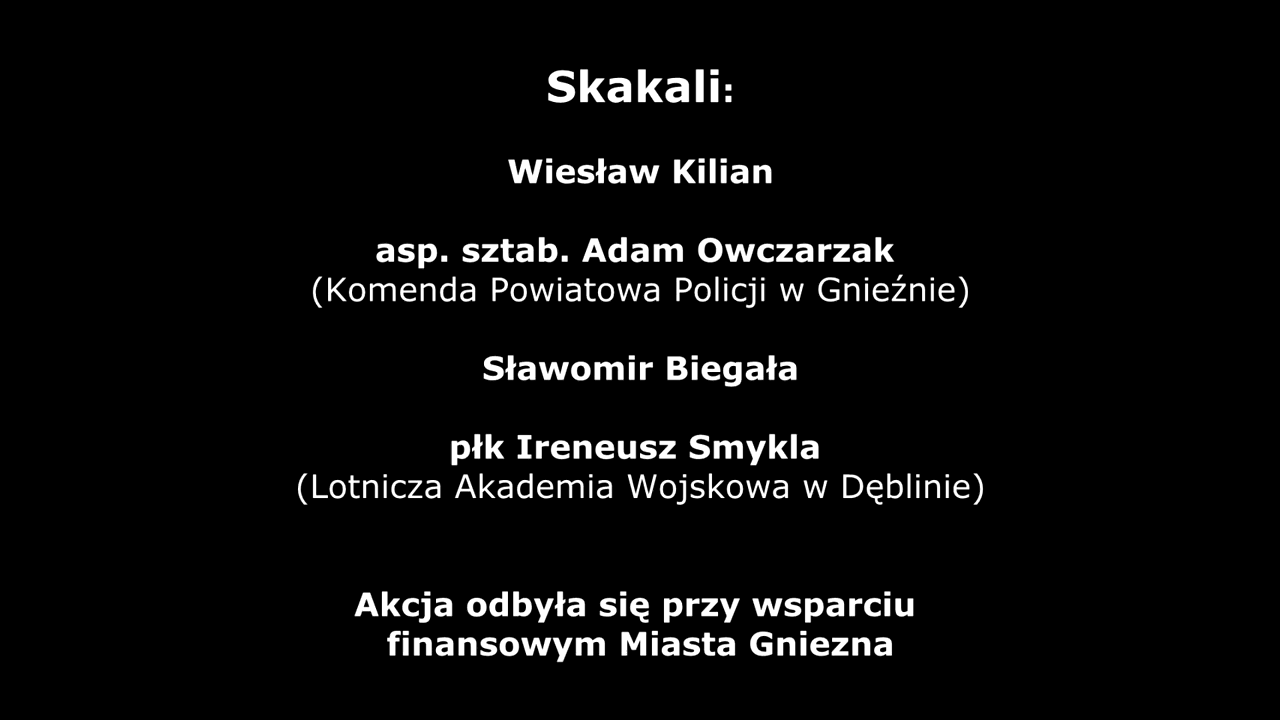 Skakali:
Wiesław Kilian
asp. sztab. Adam Owczarzak
(Komenda Powiatowa Policji w Gnieźnie)
Sławomir Biegała
płk Ireneusz Smykla
(Lotnicza Akademia Wojskowa w Dęblinie)
Akcja odbyła się przy wsparciu
finansowym Miasta Gniezna